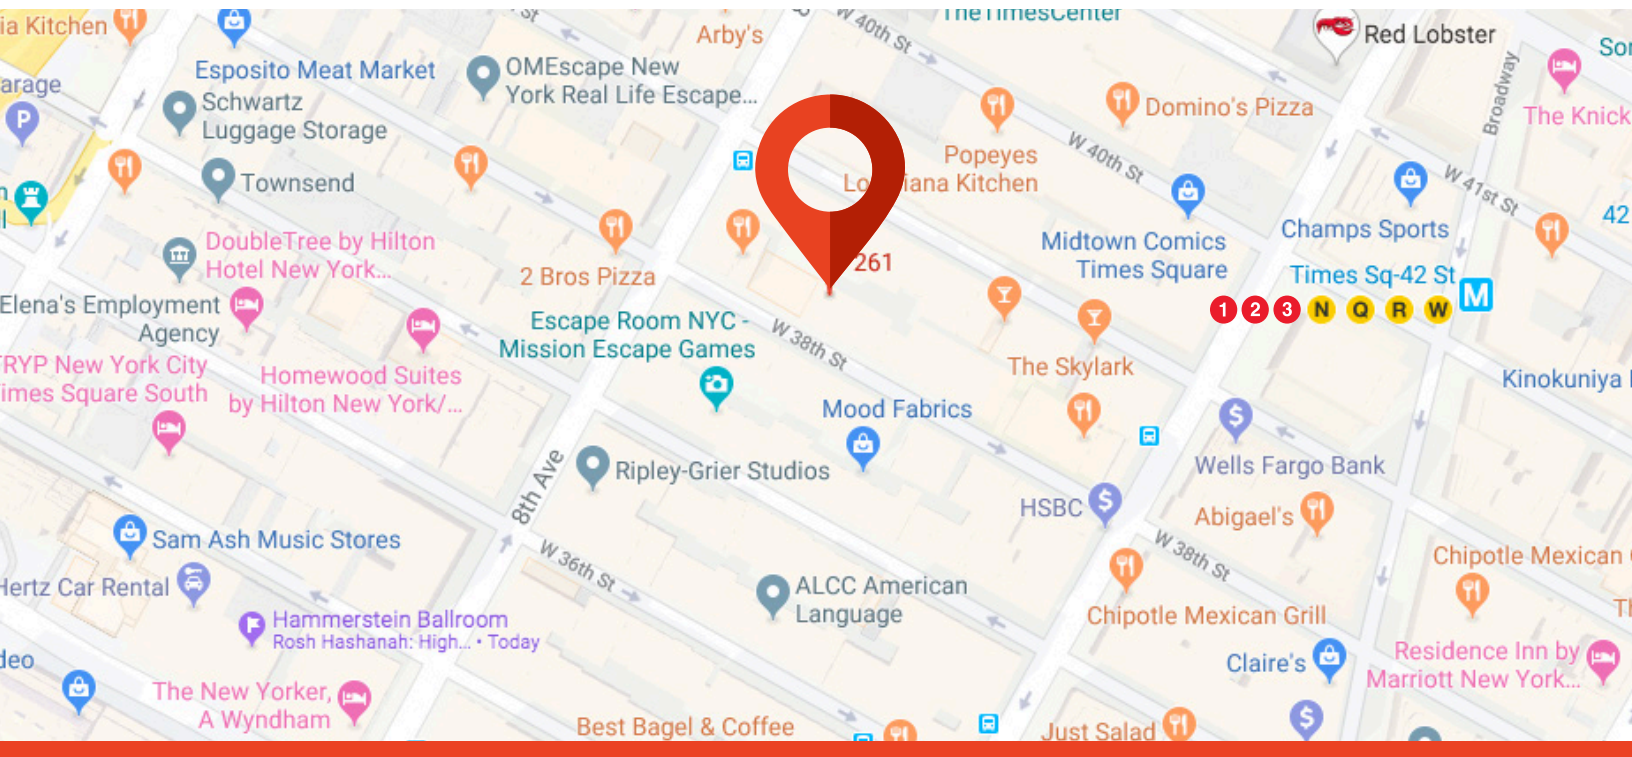 ia Kitchen
St
Arby's
W 40th St
TheTimesCenter
Red Lobster
Esposito Meat Market
OMEscape New
York Real Life Escape...
arage
P
Schwartz
Luggage Storage
Domino's Pizza
Broadway
The Knick
Townsend
Popeyes
iana Kitchen
W 40th St
W 41st St
42
DoubleTree by Hilton
Hotel New York...
2 Bros Pizza
261
Midtown Comics
Times Square
Champs Sports
Times Sq-42 St
M
1 2 3 N Q R W
Elena's Employment
Agency
Escape Room NYC -
Mission Escape Games
W 38th St
The Skylark
RYP New York City
imes Square South
Homewood Suites
by Hilton New York/...
Mood Fabrics
Kinokuniya
8th Ave
Ripley-Grier Studios
$
Wells Fargo Bank
HSBC
$
Abigael's
Sam Ash Music Stores
W 36th St
W 38th St
Chipotle Mexican
Hertz Car Rental
ALCC American
Language
Chipotle Mexican Grill
Hammerstein Ballroom
Rosh Hashanah: High... • Today
deo
Claire's
Residence Inn by
Marriott New York...
The New Yorker,
A Wyndham
Best Bagel & Coffee
Just Salad
$